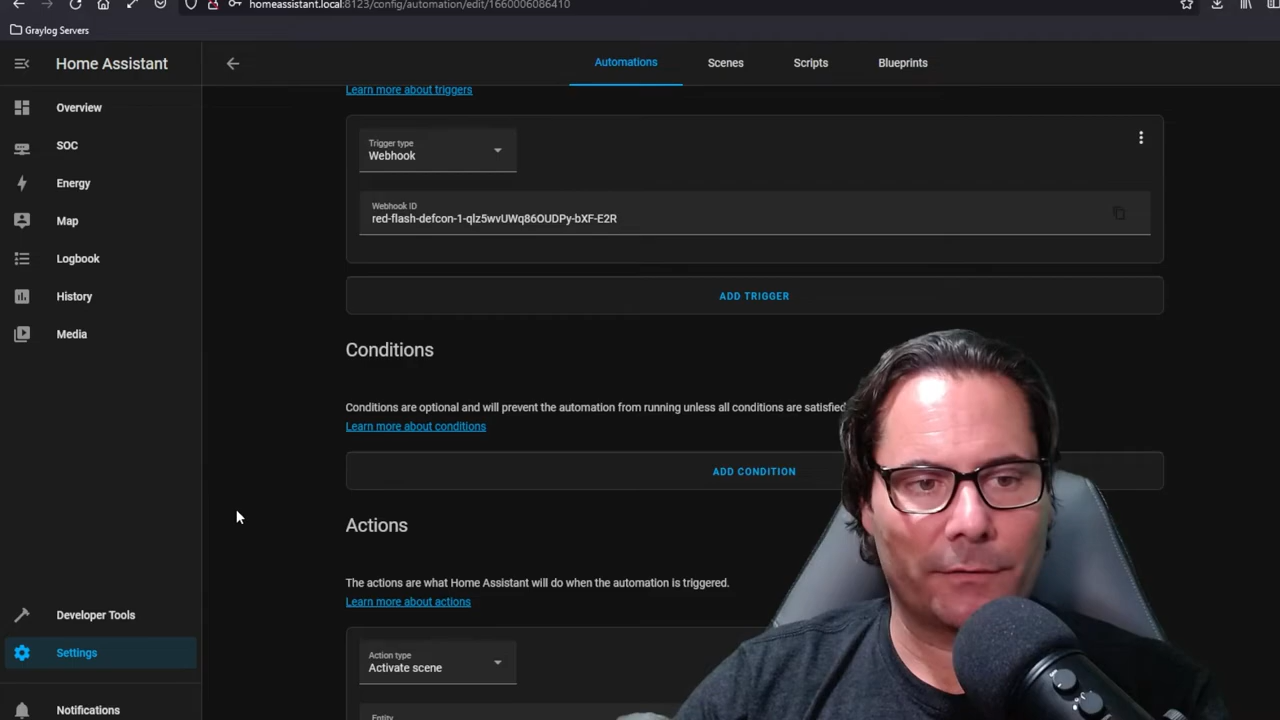 homeassistant.local:8123/config/automation/edit/1660006086410
Graylog Servers
Home Assistant
Automations
Scenes
Scripts
Blueprints
Overview
SOC
Energy
Map
Logbook
History
Media
Developer Tools
Settings
Notifications
Learn more about triggers
Trigger type
Webhook
Webhook ID
red-flash-defcon-1-qlz5wvUWq86OUDPy-bXF-E2R
ADD TRIGGER
Conditions
Conditions are optional and will prevent the automation from running unless all conditions are satisfied
Learn more about conditions
ADD CONDITION
Actions
The actions are what Home Assistant will do when the automation is triggered.
Learn more about actions
Action type
Activate scene
Entity